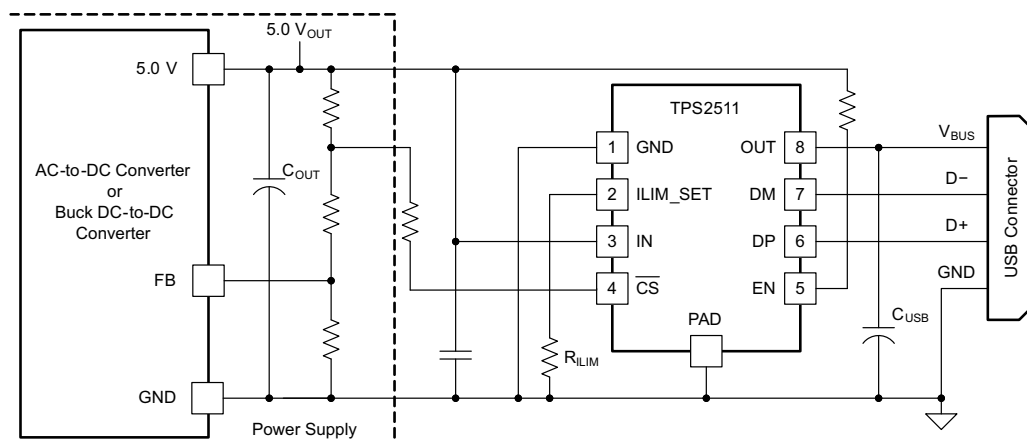 5.0 VOUT
5.0 V
TPS2511
COUT
AC-to-DC Converter
or
Buck DC-to-DC
Converter
1 GND
OUT 8
VBUS
2 ILIM_SET
DM 7
D−
3 IN
DP 6
D+
4 CS
EN 5
GND
FB
PAD
CUSB
RILIM
GND
Power Supply
USB Connector